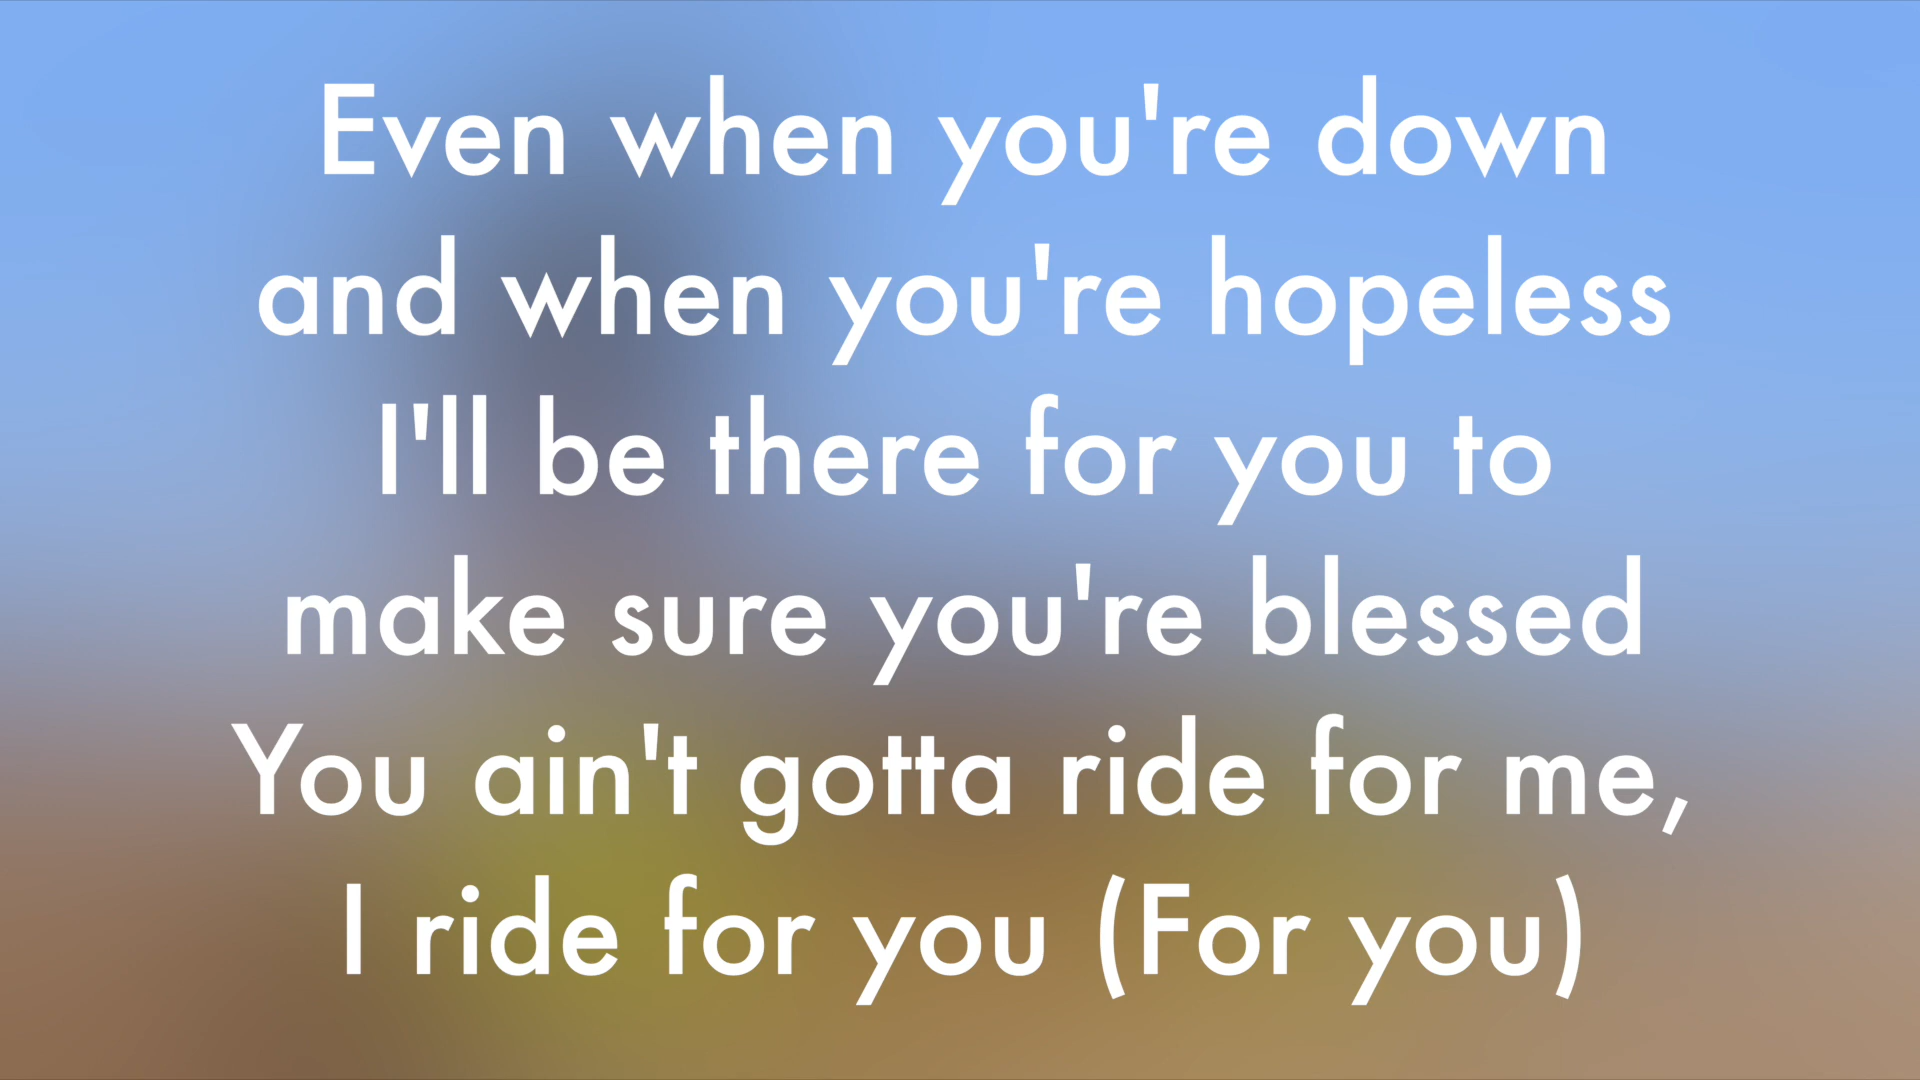 Even when you're down
and when you're hopeless
I'll be there for you to
make sure you're blessed
You ain't gotta ride for me,
I ride for you (For you)